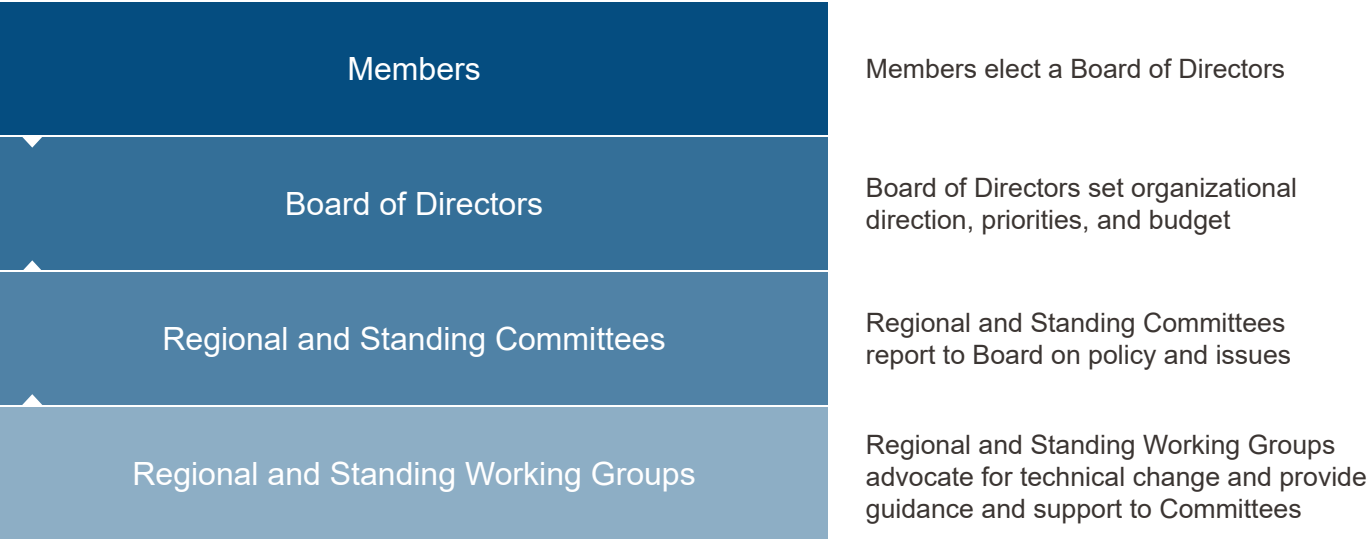 Members
Members elect a Board of Directors
Board of Directors
Board of Directors set organizational
direction, priorities, and budget
Regional and Standing Committees
Regional and Standing Committees
report to Board on policy and issues
Regional and Standing Working Groups
Regional and Standing Working Groups
advocate for technical change and provide
guidance and support to Committees